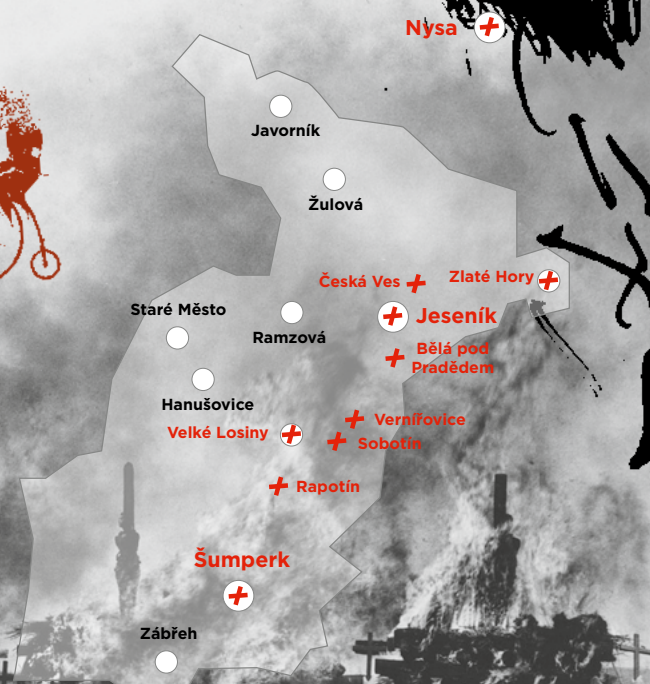 Nysa
Javorník
Žulová
Česká Ves
Zlaté Hory
Staré Město
Ramzová
Jeseník
Bělá pod
Pradědem
Hanušovice
Vernířovice
Velké Losiny
Sobotín
Rapotín
Šumperk
Zábřeh